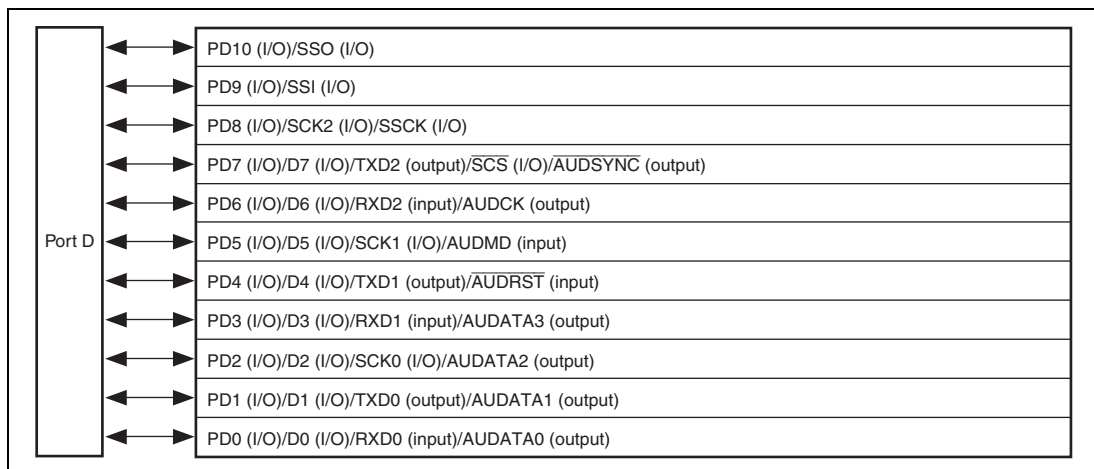 PD10 (I/O)/SSO (I/O)
PD9 (I/O)/SSI (I/O)
PD8 (I/O)/SCK2 (I/O)/SSCK (I/O)
PD7 (I/O)/D7 (I/O)/TXD2 (output)/SCS (I/O)/AUDSYNC (output)
PD6 (I/O)/D6 (I/O)/RXD2 (input)/AUDCK (output)
Port D
PD5 (I/O)/D5 (I/O)/SCK1 (I/O)/AUDMD (input)
PD4 (I/O)/D4 (I/O)/TXD1 (output)/AUDRST (input)
PD3 (I/O)/D3 (I/O)/RXD1 (input)/AUDATA3 (output)
PD2 (I/O)/D2 (I/O)/SCK0 (I/O)/AUDATA2 (output)
PD1 (I/O)/D1 (I/O)/TXD0 (output)/AUDATA1 (output)
PD0 (I/O)/D0 (I/O)/RXD0 (input)/AUDATA0 (output)